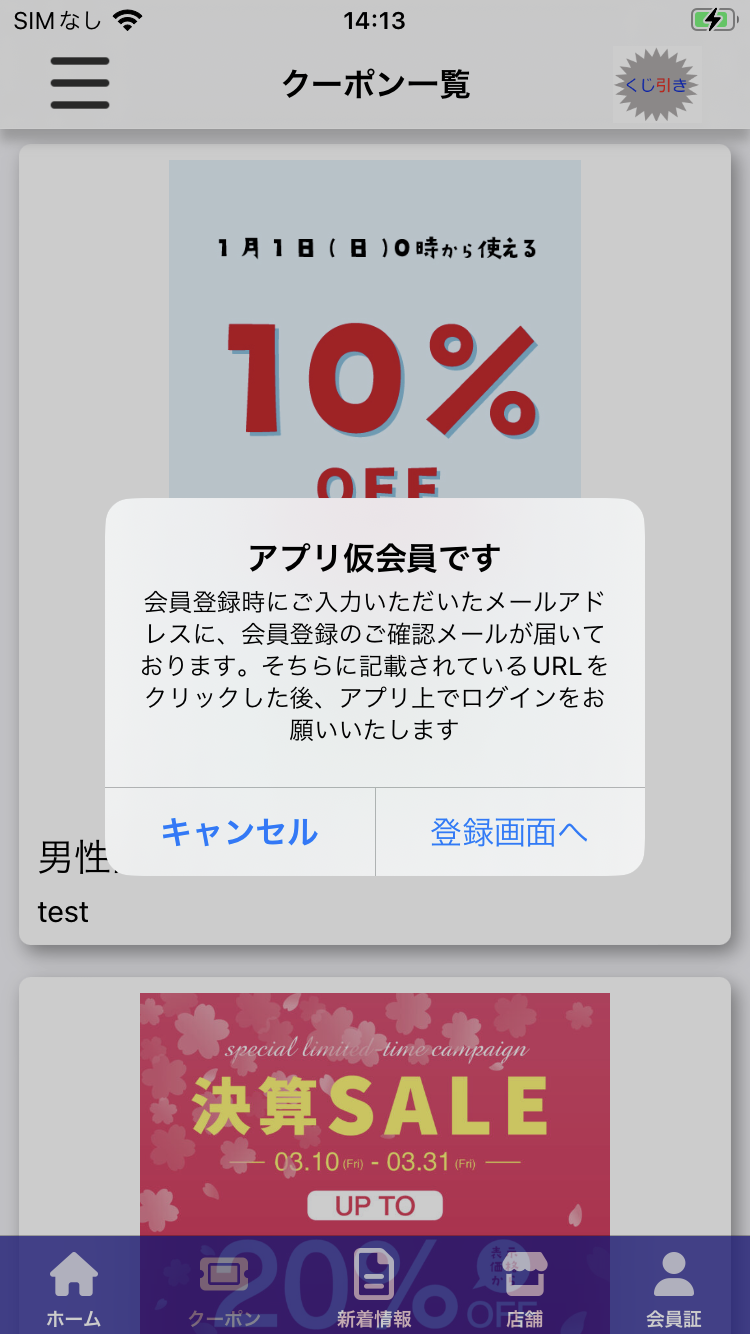 SIMなし 14:13
クーポン一覧
くじ引き
1月1日(日)0時から使える
10%
OFF
アプリ仮会員です
会員登録時にご入力いただいたメールアド
レスに、会員登録のご確認メールが届いて
おります。そちらに記載されているURLを
クリックした後、アプリ上でログインをお
願いいたします
キャンセル 登録画面へ
男性
test
special limited-time campaign
決算SALE
03.10(Fri) - 03.31(Fri)
UP TO
20%OFF
表示価格から
ホーム クーポン 新着情報 店舗 会員証